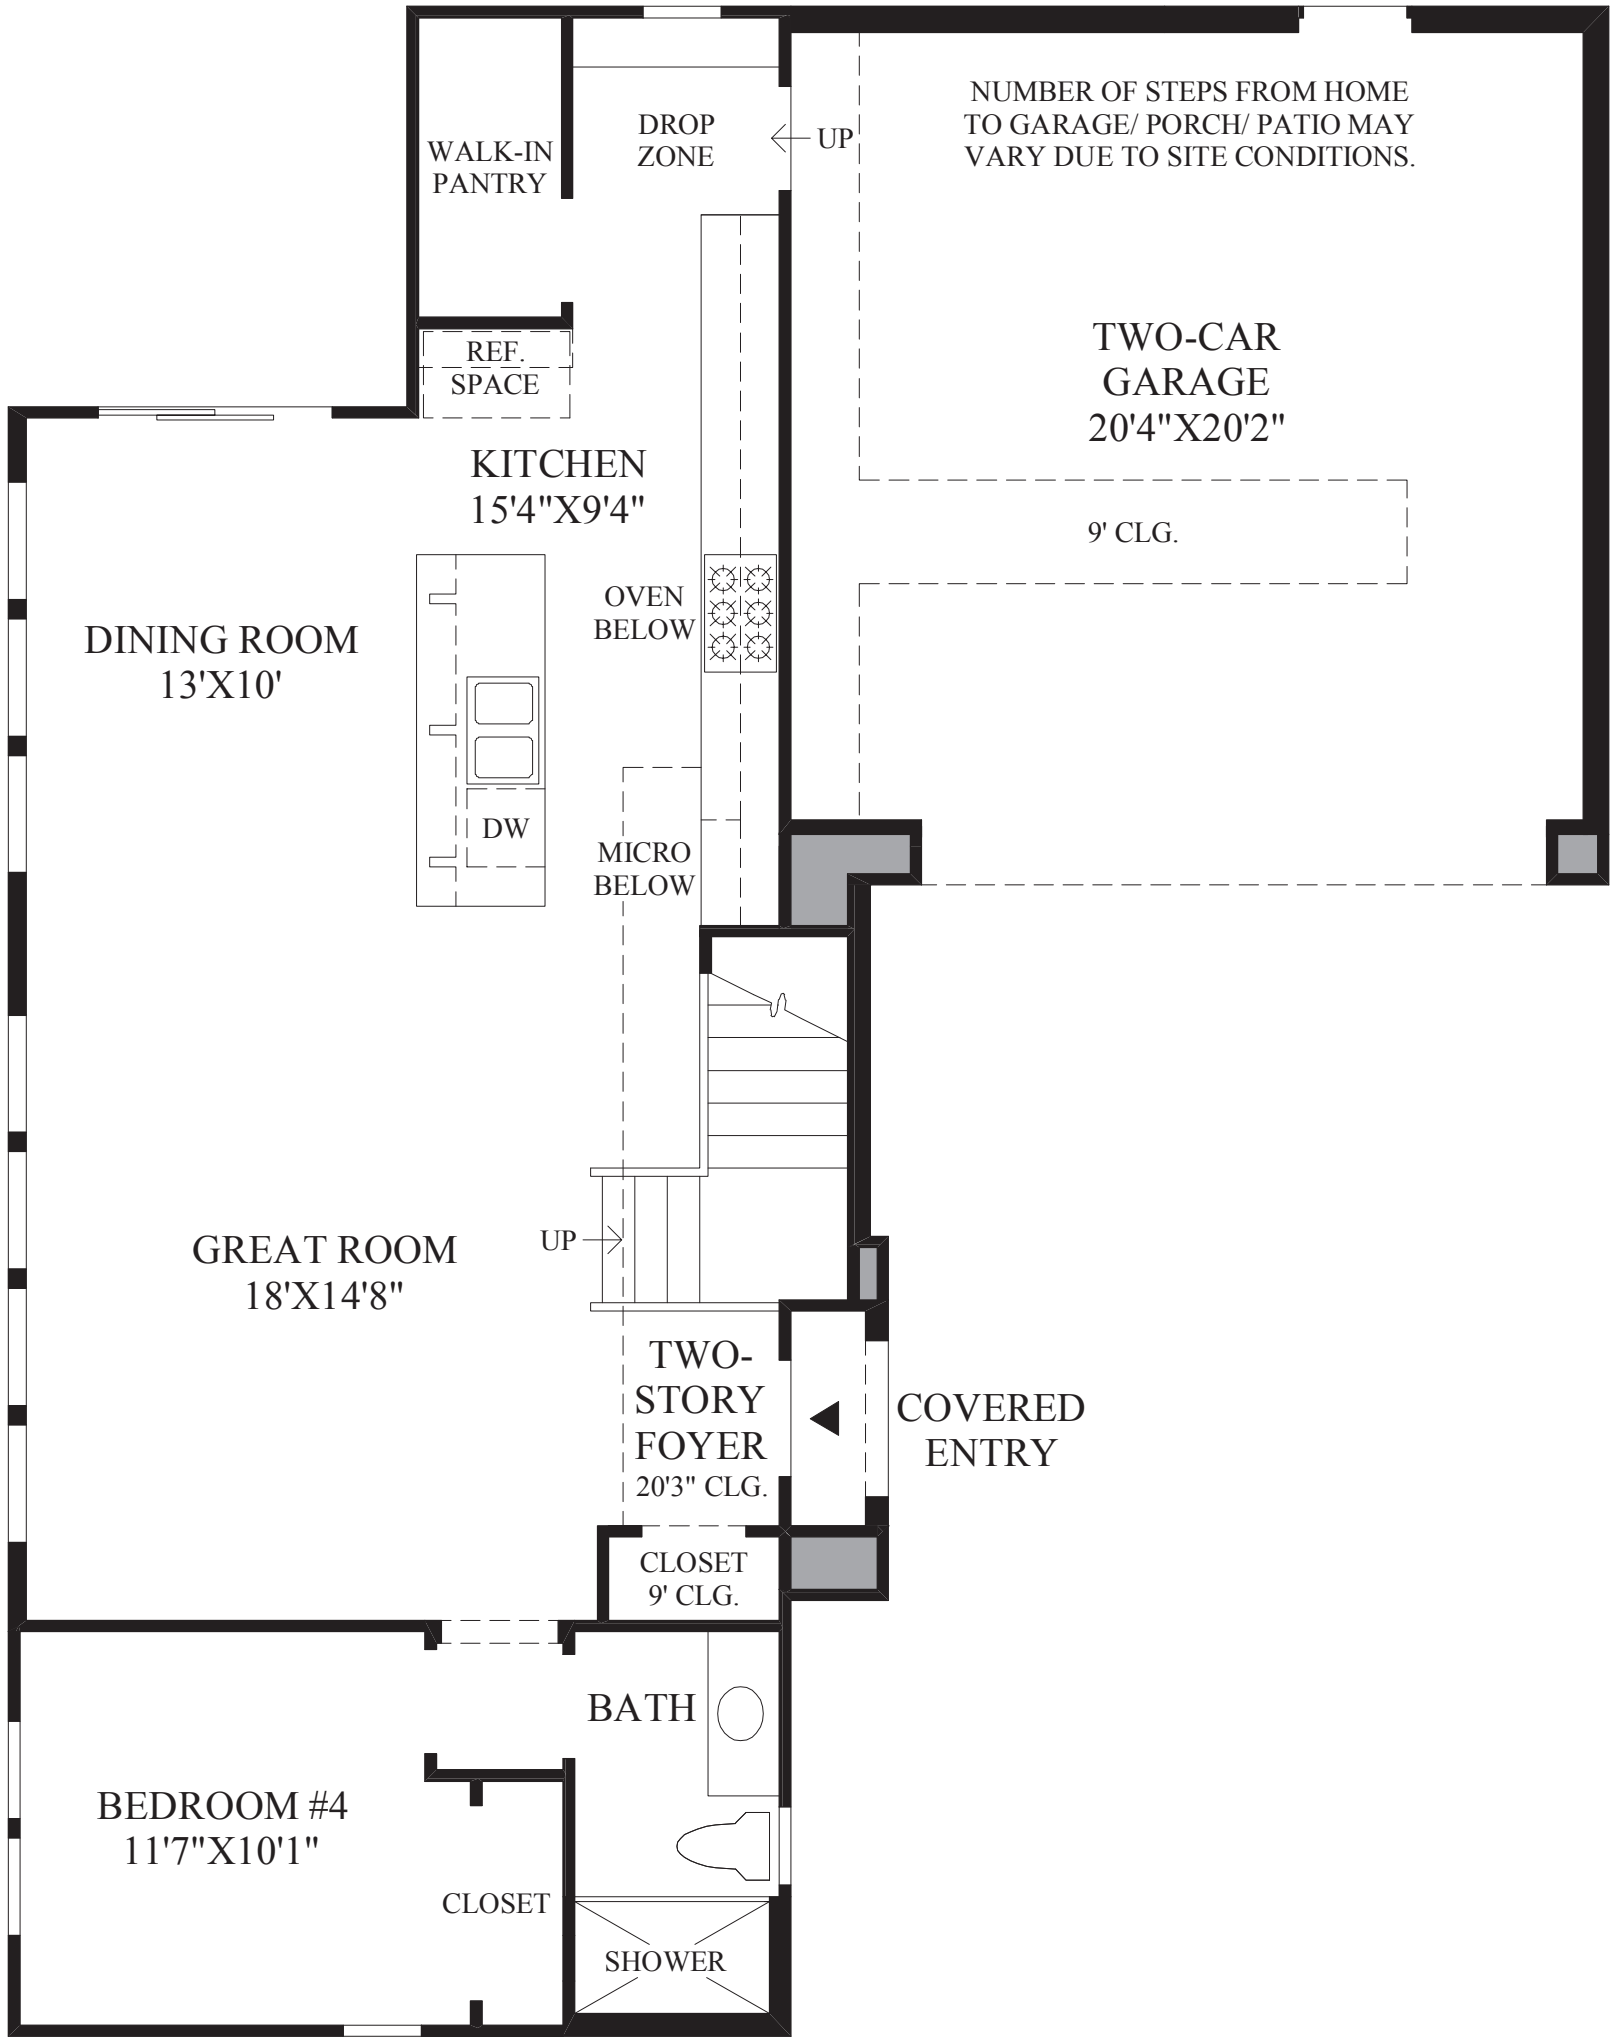 NUMBER OF STEPS FROM HOME
TO GARAGE/ PORCH/ PATIO MAY
VARY DUE TO SITE CONDITIONS.
WALK-IN
PANTRY
DROP
ZONE
UP
REF.
SPACE
TWO-CAR
GARAGE
20'4"X20'2"
9' CLG.
KITCHEN
15'4"X9'4"
OVEN
BELOW
DINING ROOM
13'X10'
DW
MICRO
BELOW
GREAT ROOM
18'X14'8"
UP
TWO-
STORY
FOYER
20'3" CLG.
COVERED
ENTRY
CLOSET
9' CLG.
BATH
BEDROOM #4
11'7"X10'1"
CLOSET
SHOWER